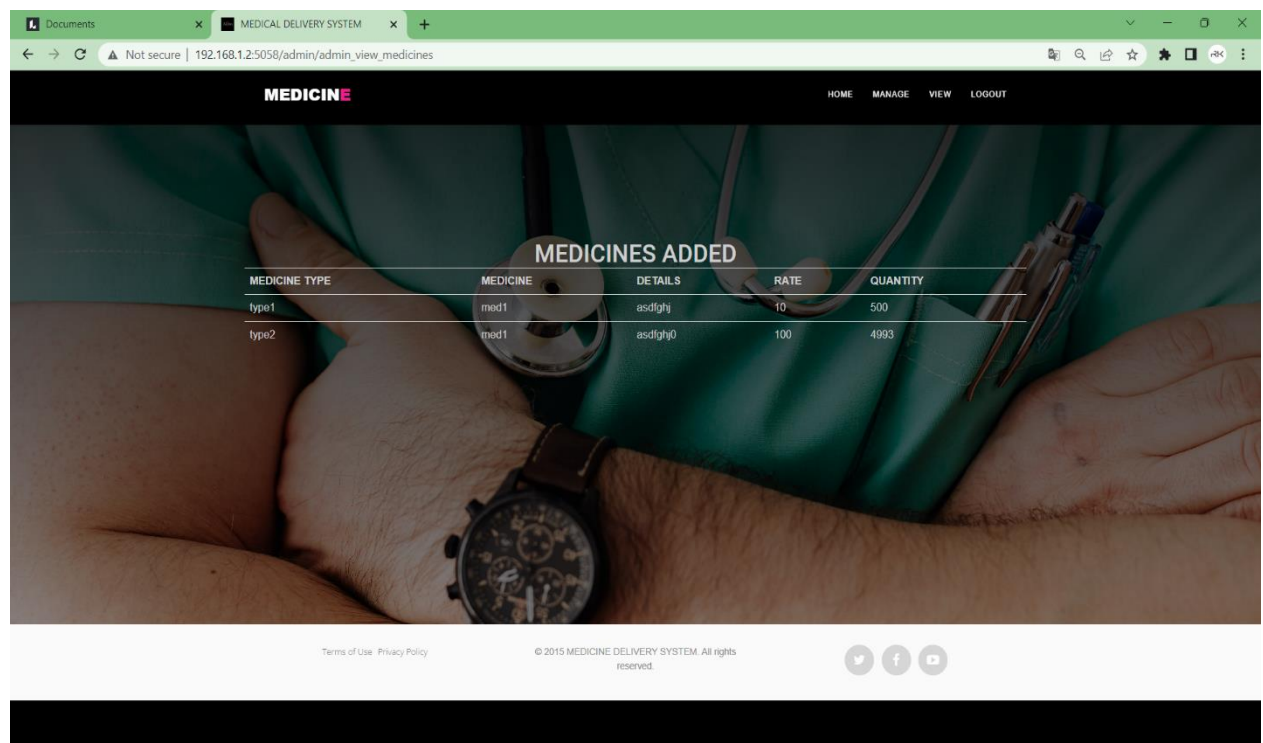 Documents
MEDICAL DELIVERY SYSTEM
Not secure | 192.168.1.2:5058/admin/admin_view_medicines
MEDICINE
HOME MANAGE VIEW LOGOUT
MEDICINES ADDED
MEDICINE TYPE MEDICINE DETAILS RATE QUANTITY
type1 med1 asdfghj 10 500
type2 med1 asdfghj0 100 4993
Terms of Use Privacy Policy
© 2015 MEDICINE DELIVERY SYSTEM. All rights
reserved.